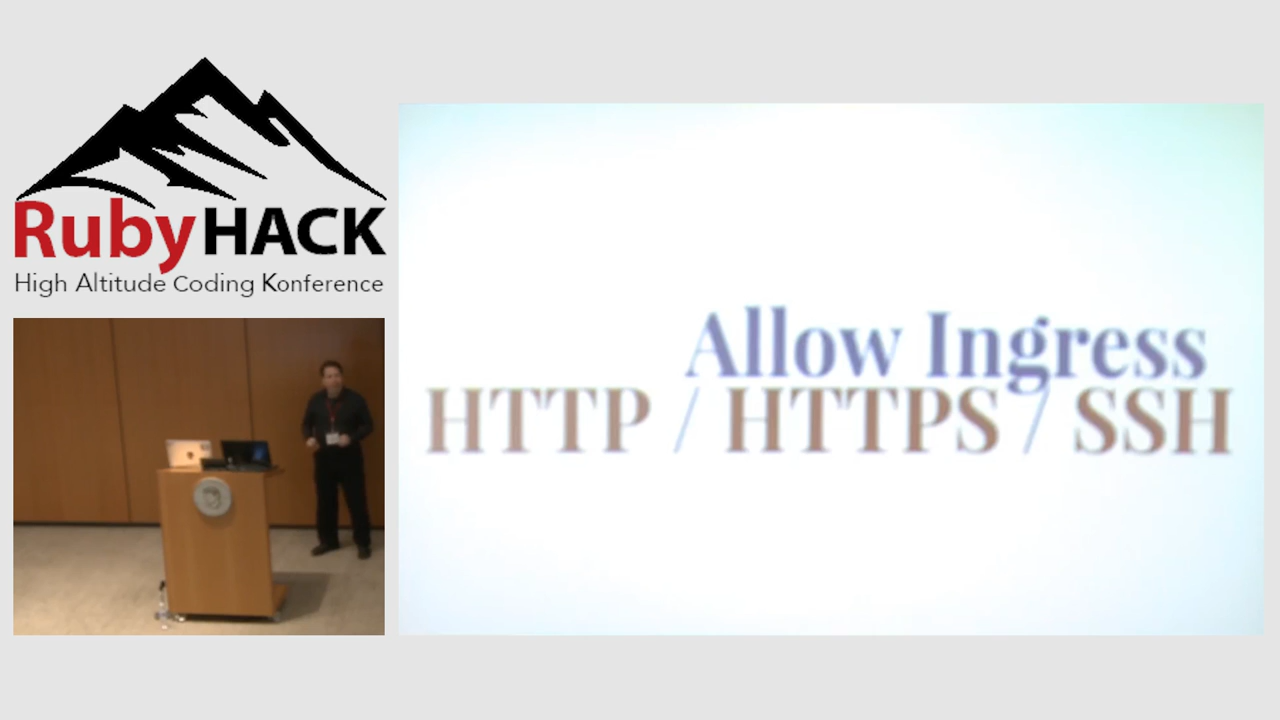 RubyHACK
High Altitude Coding Konference
Allow Ingress
HTTP / HTTPS / SSH